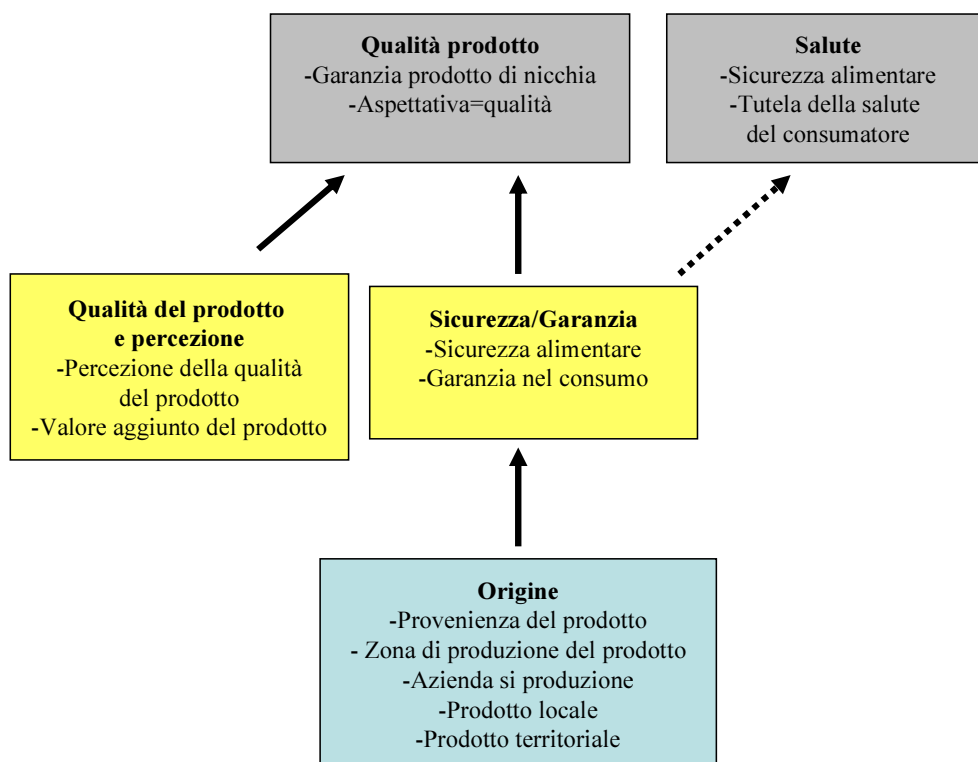 Qualità prodotto
-Garanzia prodotto di nicchia
-Aspettativa=qualità
Salute
-Sicurezza alimentare
-Tutela della salute
del consumatore
Qualità del prodotto
e percezione
-Percezione della qualità
del prodotto
-Valore aggiunto del prodotto
Sicurezza/Garanzia
-Sicurezza alimentare
-Garanzia nel consumo
Origine
-Provenienza del prodotto
- Zona di produzione del prodotto
-Azienda si produzione
-Prodotto locale
-Prodotto territoriale